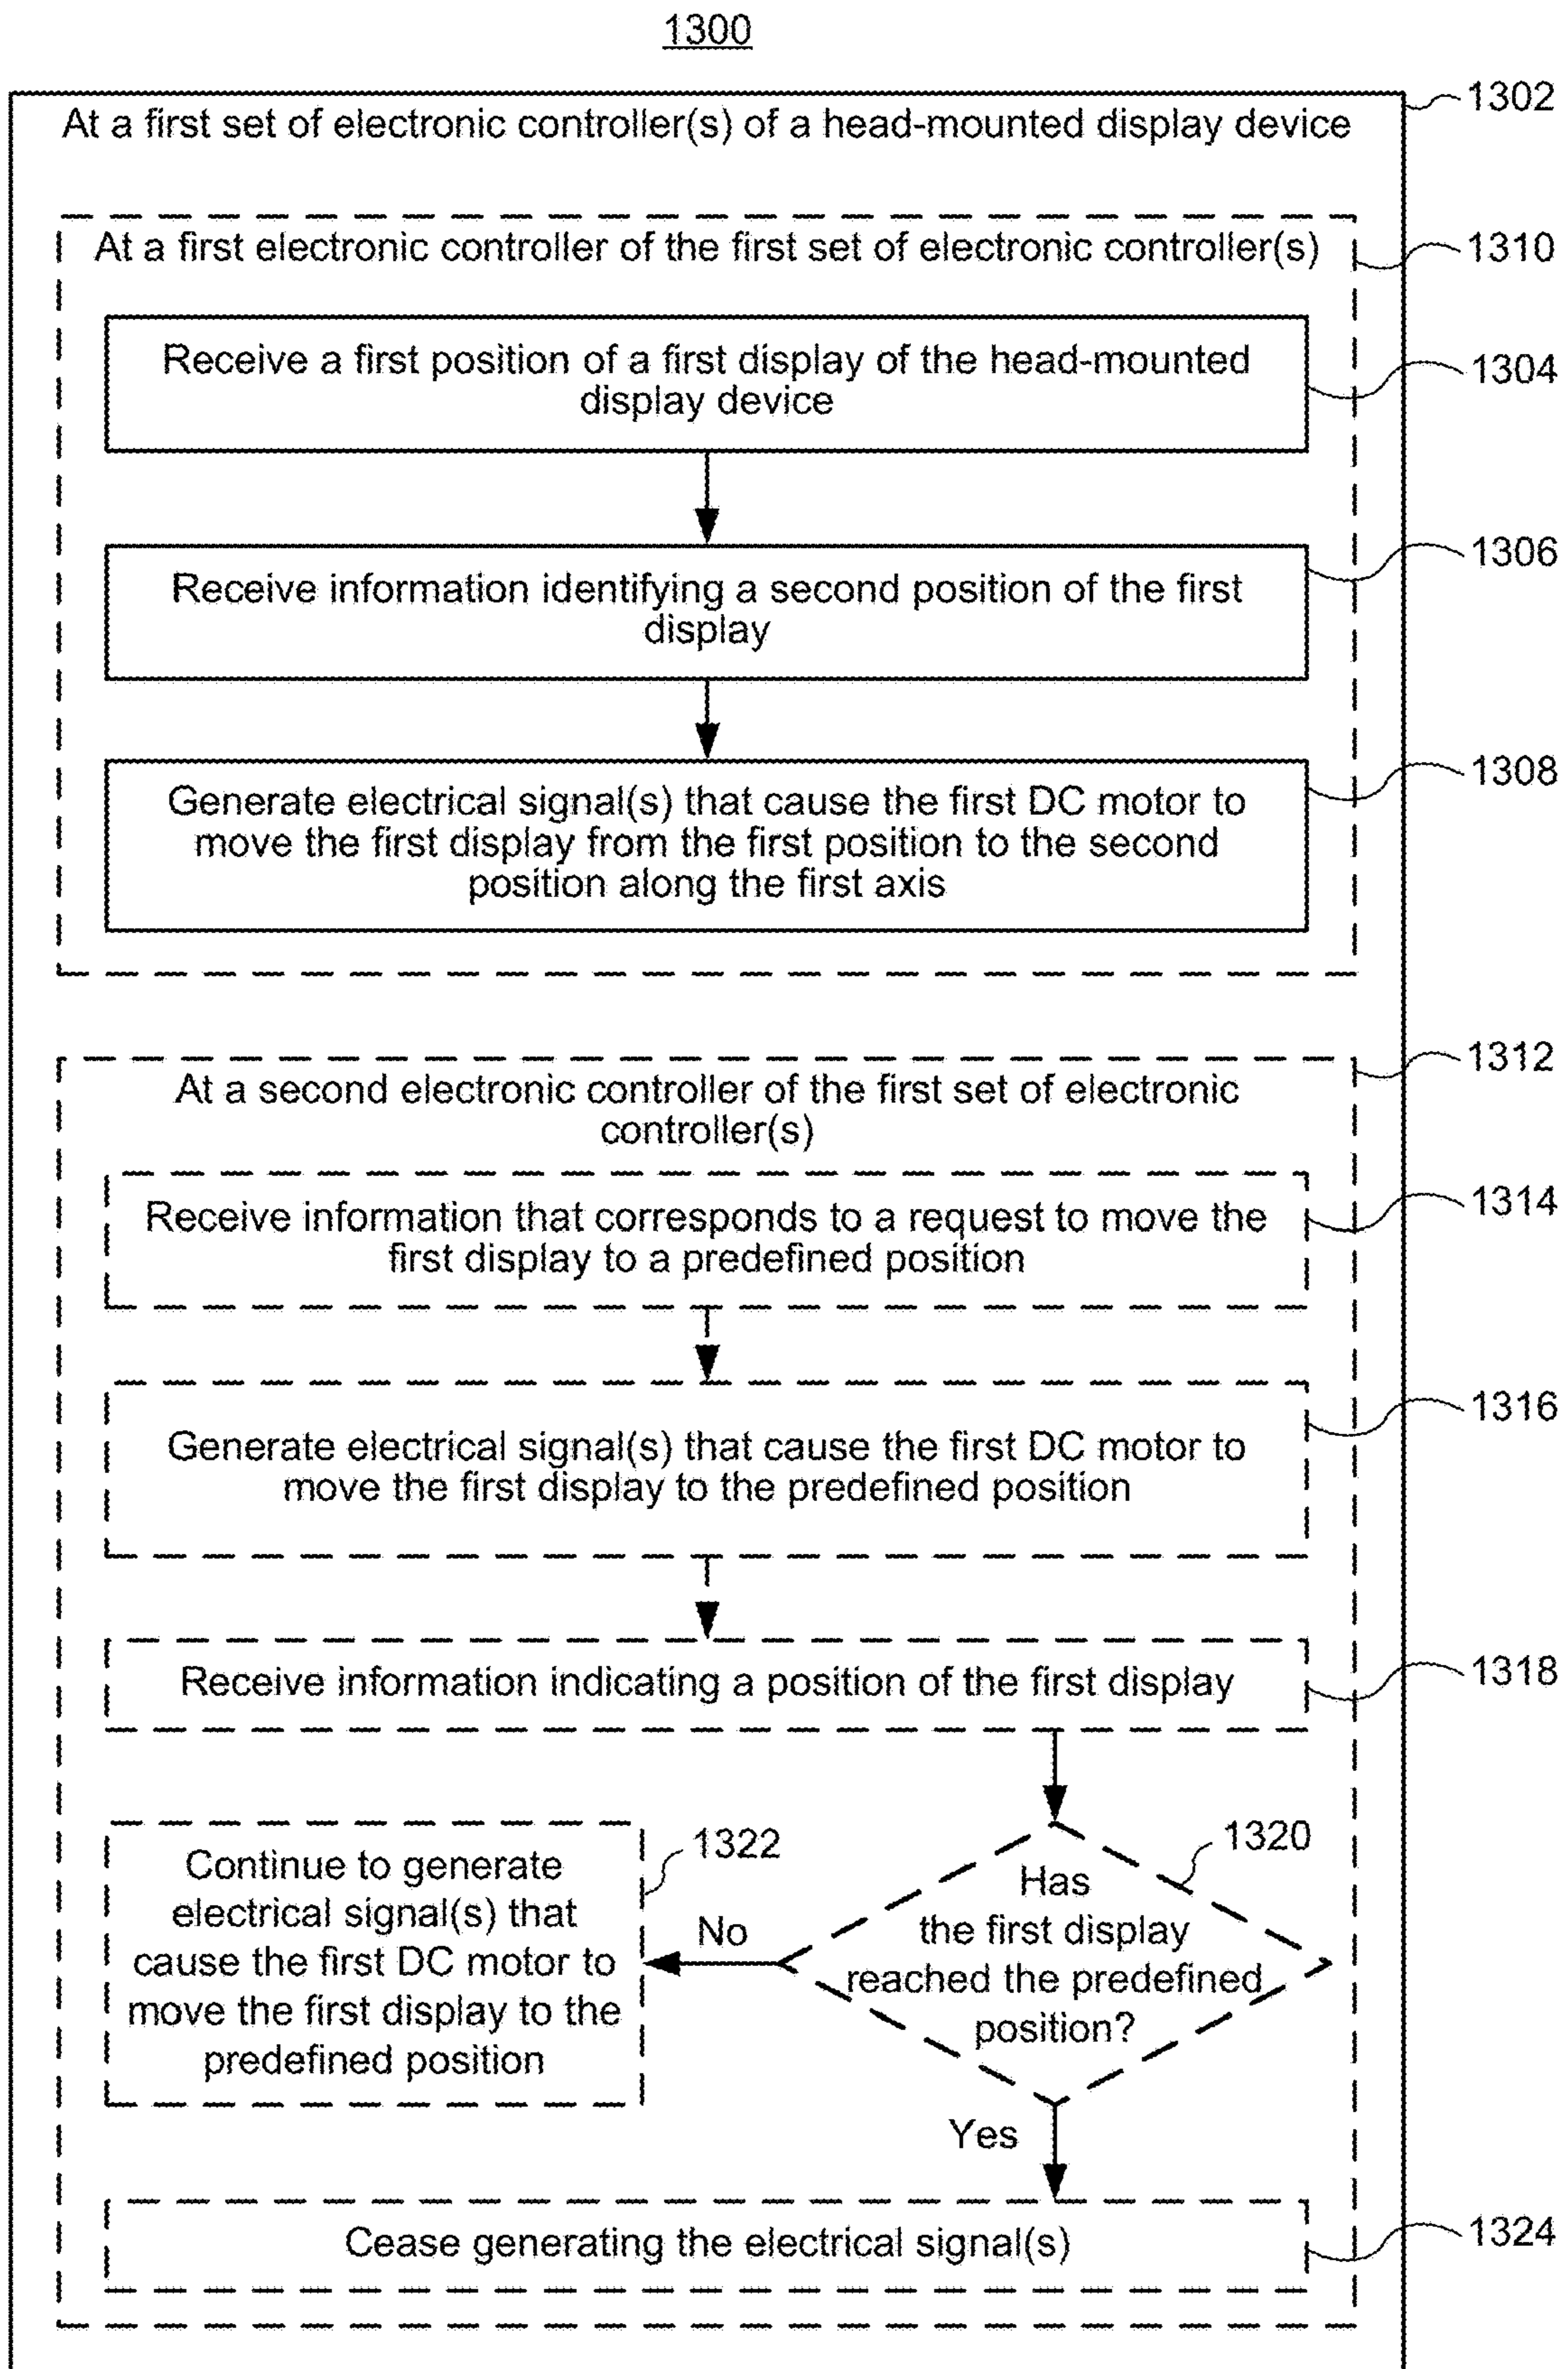 1300
1302
At a first set of electronic controller(s) of a head-mounted display device
At a first electronic controller of the first set of electronic controller(s)
1310
Receive a first position of a first display of the head-mounted
display device
1304
Receive information identifying a second position of the first
display
1306
Generate electrical signal(s) that cause the first DC motor to
move the first display from the first position to the second
position along the first axis
1308
1312
At a second electronic controller of the first set of electronic
controller(s)
Receive information that corresponds to a request to move the
first display to a predefined position
1314
Generate electrical signal(s) that cause the first DC motor to
move the first display to the predefined position
1316
Receive information indicating a position of the first display
1318
Continue to generate
electrical signal(s) that
cause the first DC motor to
move the first display to the
predefined position
1322
No
Has
the first display
reached the predefined
position?
1320
Yes
Cease generating the electrical signal(s)
1324